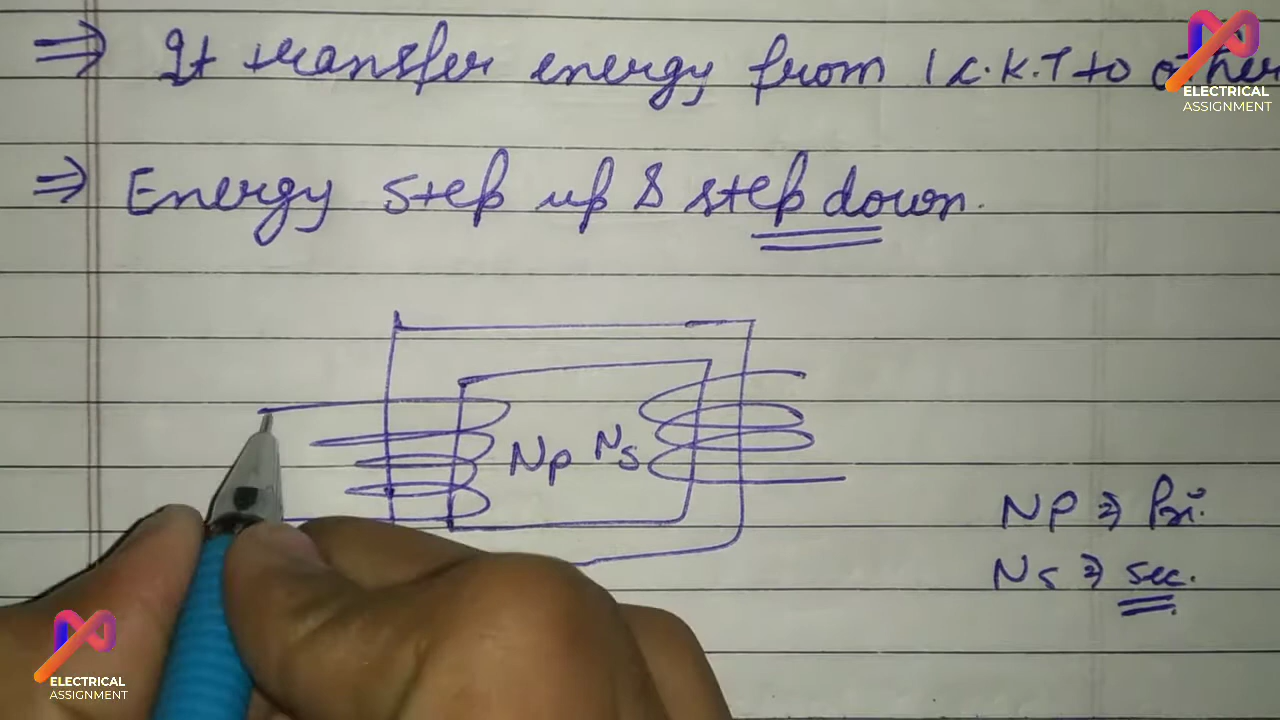 ⇒ It transfer energy from 1 C.K.T to other
ELECTRICAL
ASSIGNMENT
⇒ Energy step up & step down.
Np Ns
NP ⇒ Pri.
Ns ⇒ sec.
ELECTRICAL
ASSIGNMENT